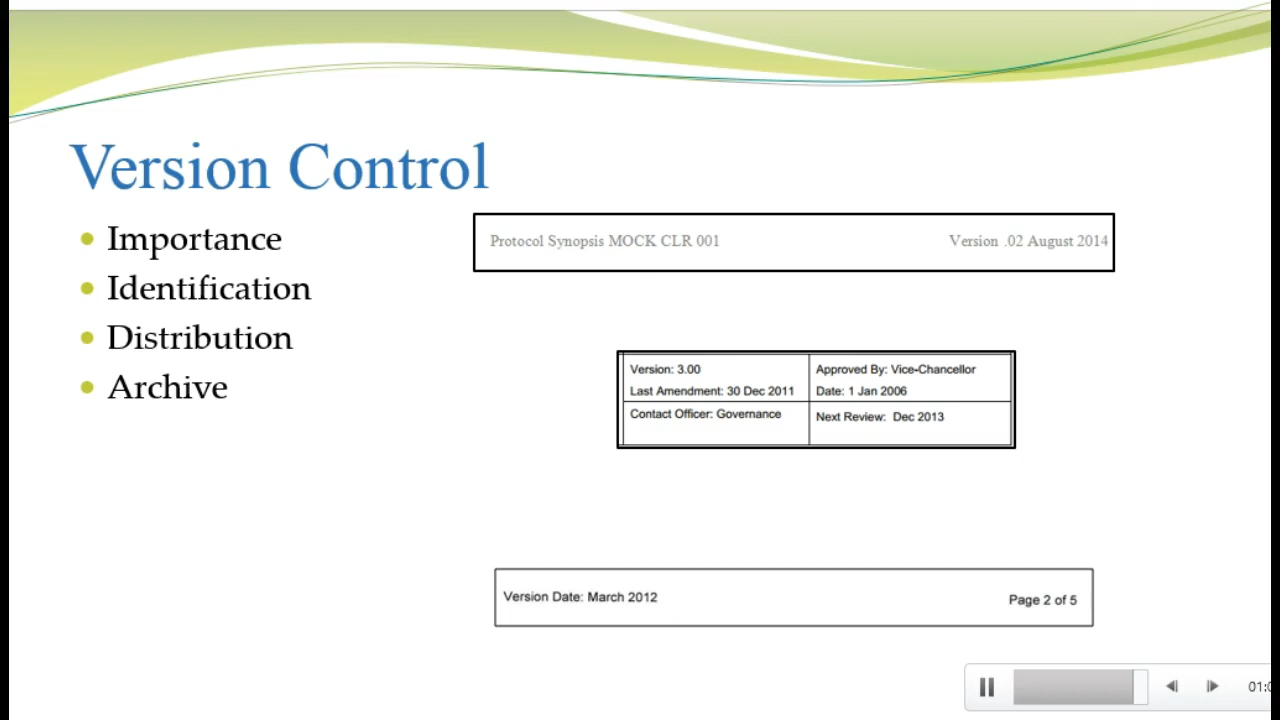 Version Control
Importance
Identification
Distribution
Archive
Protocol Synopsis MOCK CLR 001 Version .02 August 2014
Version: 3.00 Approved By: Vice-Chancellor
Last Amendment: 30 Dec 2011 Date: 1 Jan 2006
Contact Officer: Governance Next Review: Dec 2013
Version Date: March 2012 Page 2 of 5